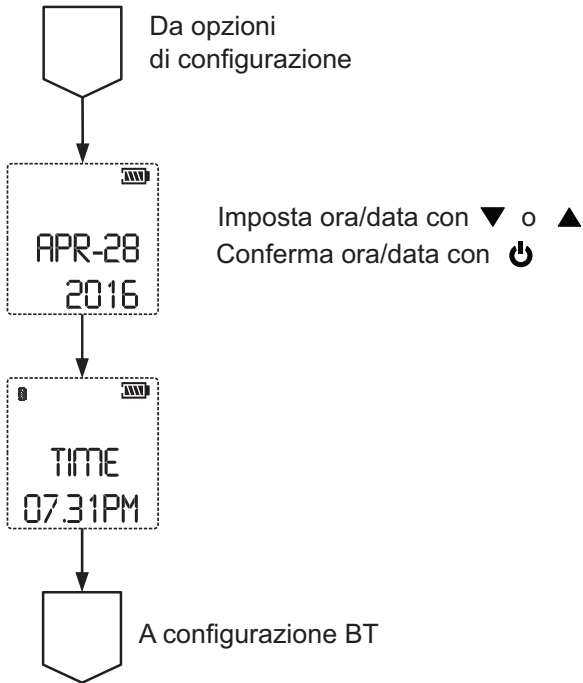 Da opzioni
di configurazione
APR-28
2016
Imposta ora/data con ▼ o ▲
Conferma ora/data con ⏻
TIME
07.31PM
A configurazione BT